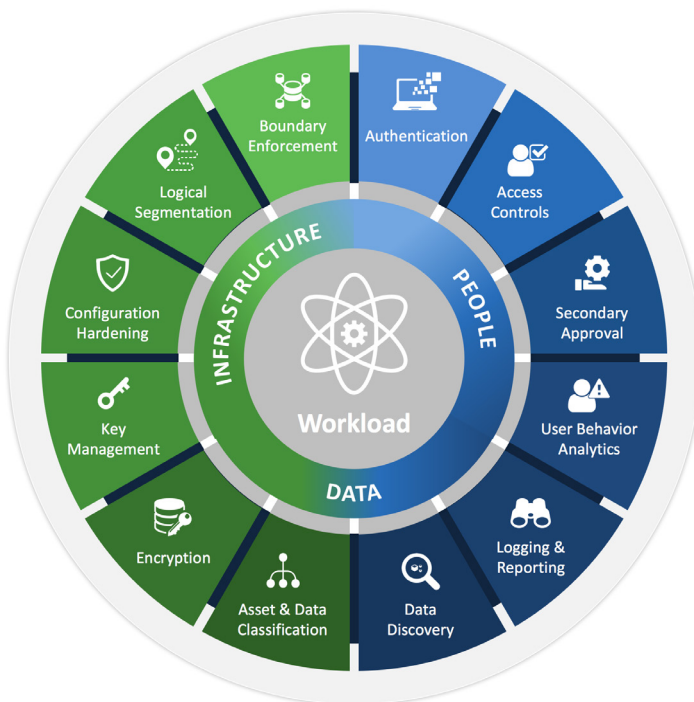 Boundary
Enforcement
Authentication
Access
Controls
Secondary
Approval
User Behavior
Analytics
Logging &
Reporting
Data
Discovery
Asset & Data
Classification
Encryption
Key
Management
Configuration
Hardening
Logical
Segmentation
INFRASTRUCTURE
PEOPLE
DATA
Workload